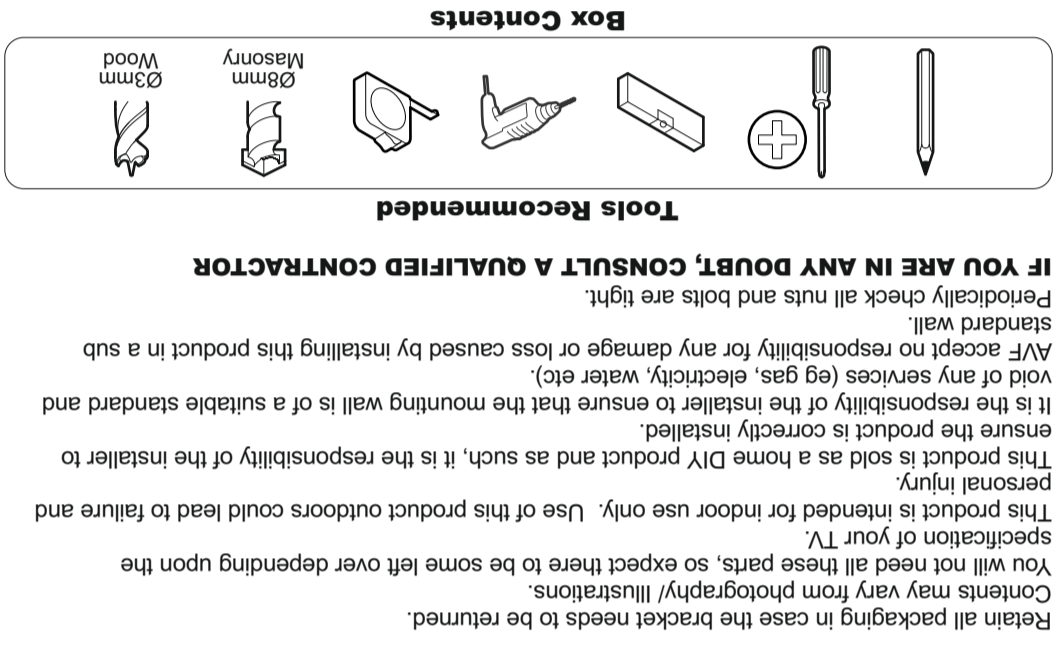 Retain all packaging in case the bracket needs to be returned.
Contents may vary from photography/ Illustrations.
You will not need all these parts, so expect there to be some left over depending upon the
specification of your TV.
This product is intended for indoor use only. Use of this product outdoors could lead to failure and
personal injury.
This product is sold as a home DIY product and as such, it is the responsibility of the installer to
ensure the product is correctly installed.
It is the responsibility of the installer to ensure that the mounting wall is of a suitable standard and
void of any services (eg gas, electricity, water etc).
AVF accept no responsibility for any damage or loss caused by installing this product in a sub
standard wall.
Periodically check all nuts and bolts are tight.
IF YOU ARE IN ANY DOUBT, CONSULT A QUALIFIED CONTRACTOR
Tools Recommended
Ø8mm
Masonry
Ø3mm
Wood
Box Contents